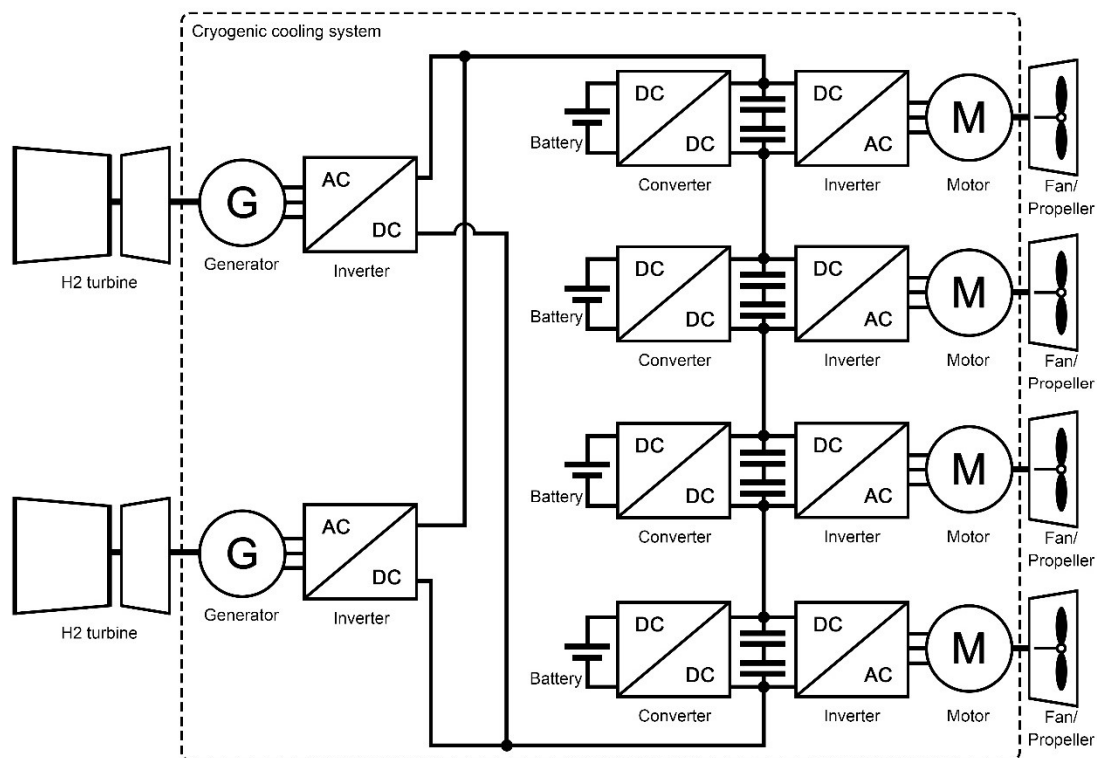 Cryogenic cooling system
H2 turbine
G
Generator
AC
DC
Inverter
H2 turbine
G
Generator
AC
DC
Inverter
Battery
DC
DC
Converter
DC
AC
Inverter
M
Motor
Fan/
Propeller
Battery
DC
DC
Converter
DC
AC
Inverter
M
Motor
Fan/
Propeller
Battery
DC
DC
Converter
DC
AC
Inverter
M
Motor
Fan/
Propeller
Battery
DC
DC
Converter
DC
AC
Inverter
M
Motor
Fan/
Propeller